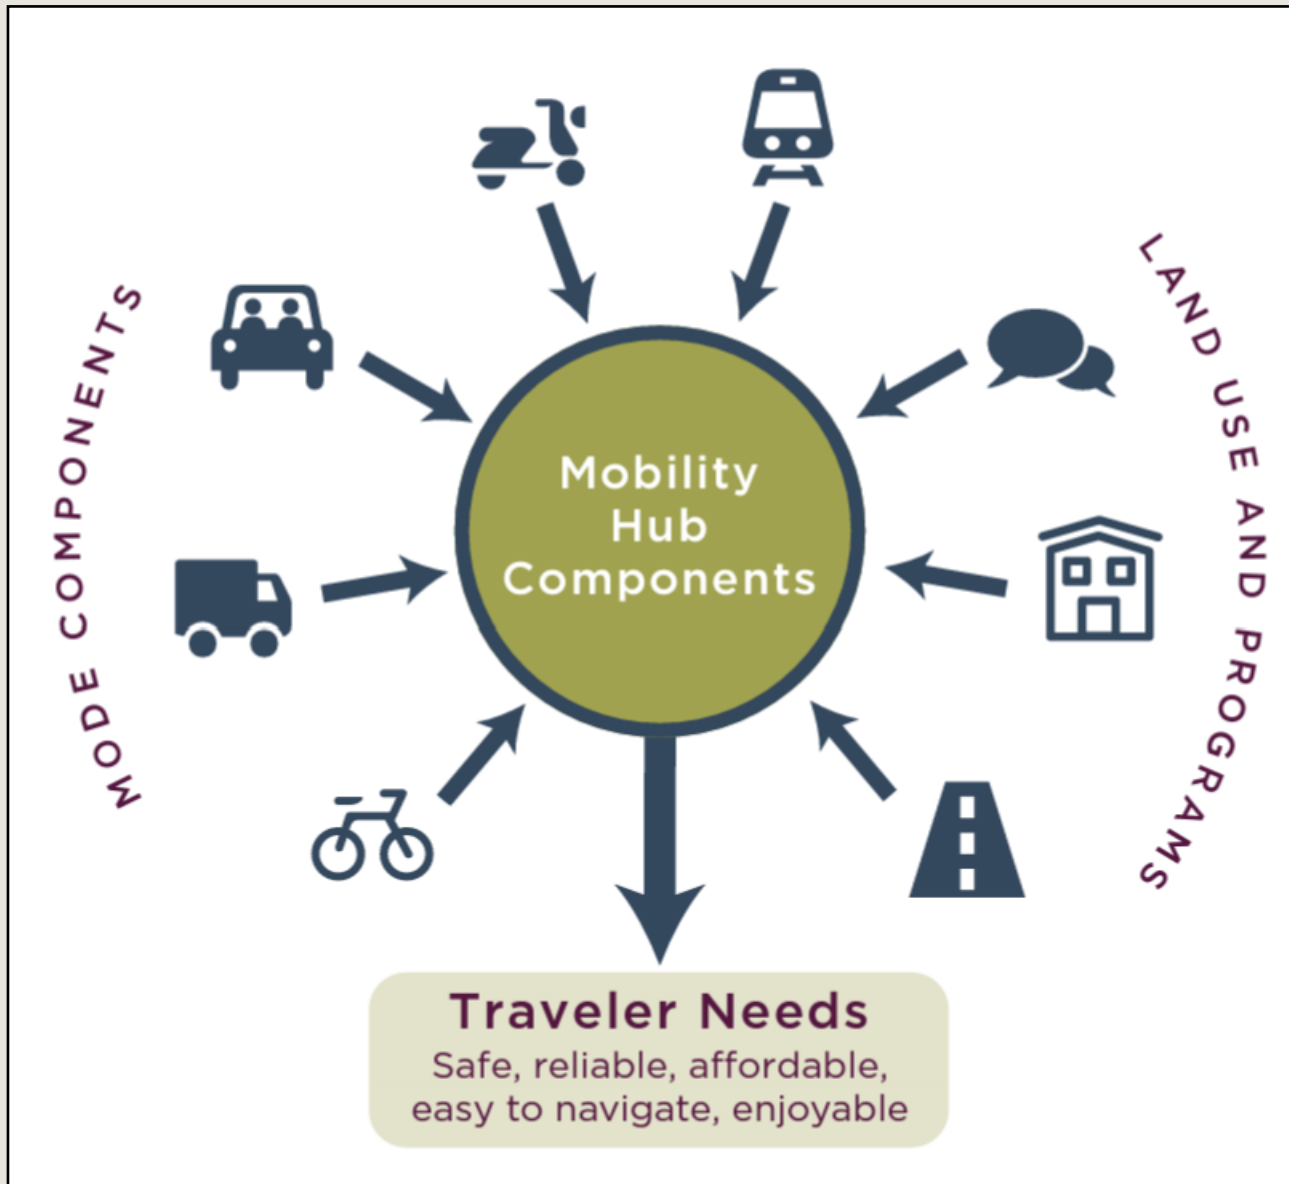 MODE COMPONENTS
LAND USE AND PROGRAMS
Mobility
Hub
Components
Traveler Needs
Safe, reliable, affordable,
easy to navigate, enjoyable